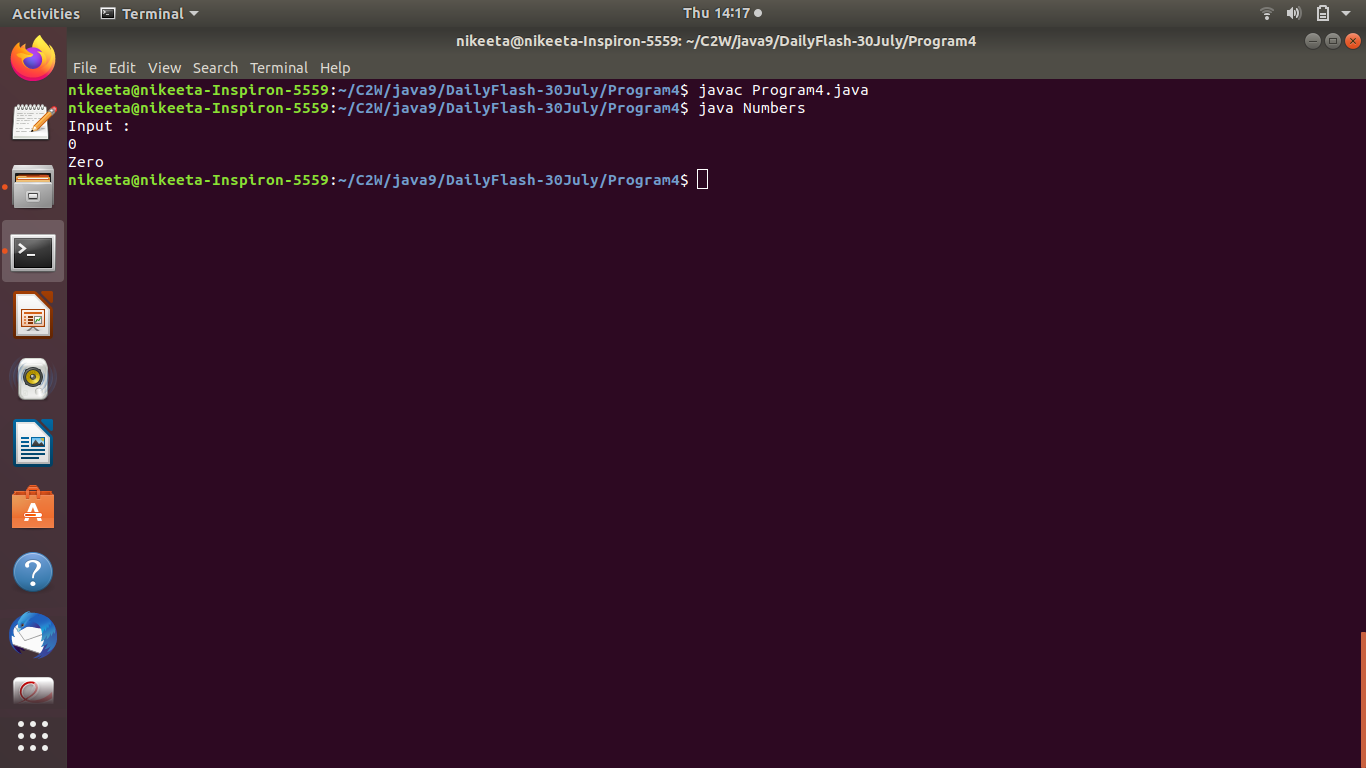 Activities Terminal Thu 14:17
nikeeta@nikeeta-Inspiron-5559: ~/C2W/java9/DailyFlash-30July/Program4
File Edit View Search Terminal Help
nikeeta@nikeeta-Inspiron-5559:~/C2W/java9/DailyFlash-30July/Program4$ javac Program4.java
nikeeta@nikeeta-Inspiron-5559:~/C2W/java9/DailyFlash-30July/Program4$ java Numbers
Input :
0
Zero
nikeeta@nikeeta-Inspiron-5559:~/C2W/java9/DailyFlash-30July/Program4$